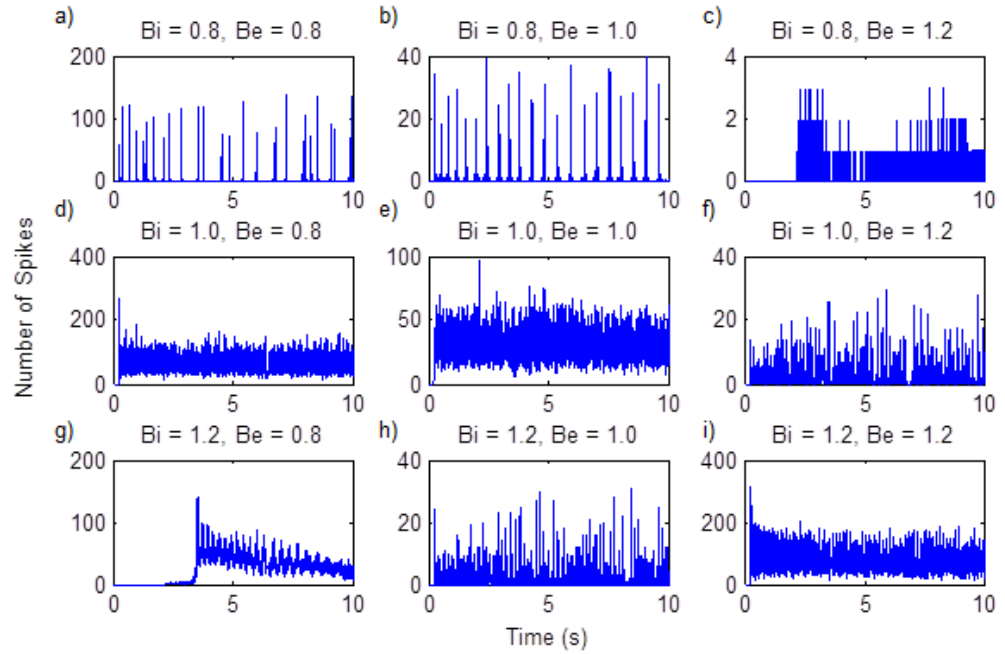 a) Bi = 0.8, Be = 0.8
b) Bi = 0.8, Be = 1.0
c) Bi = 0.8, Be = 1.2
200
100
0
0 5 10
40
20
0
0 5 10
4
2
0
0 5 10
d) Bi = 1.0, Be = 0.8
e) Bi = 1.0, Be = 1.0
f) Bi = 1.0, Be = 1.2
Number of Spikes
400
200
0
0 5 10
100
50
0
0 5 10
40
20
0
0 5 10
g) Bi = 1.2, Be = 0.8
h) Bi = 1.2, Be = 1.0
i) Bi = 1.2, Be = 1.2
200
100
0
0 5 10
40
20
0
0 5 10
400
200
0
0 5 10
Time (s)